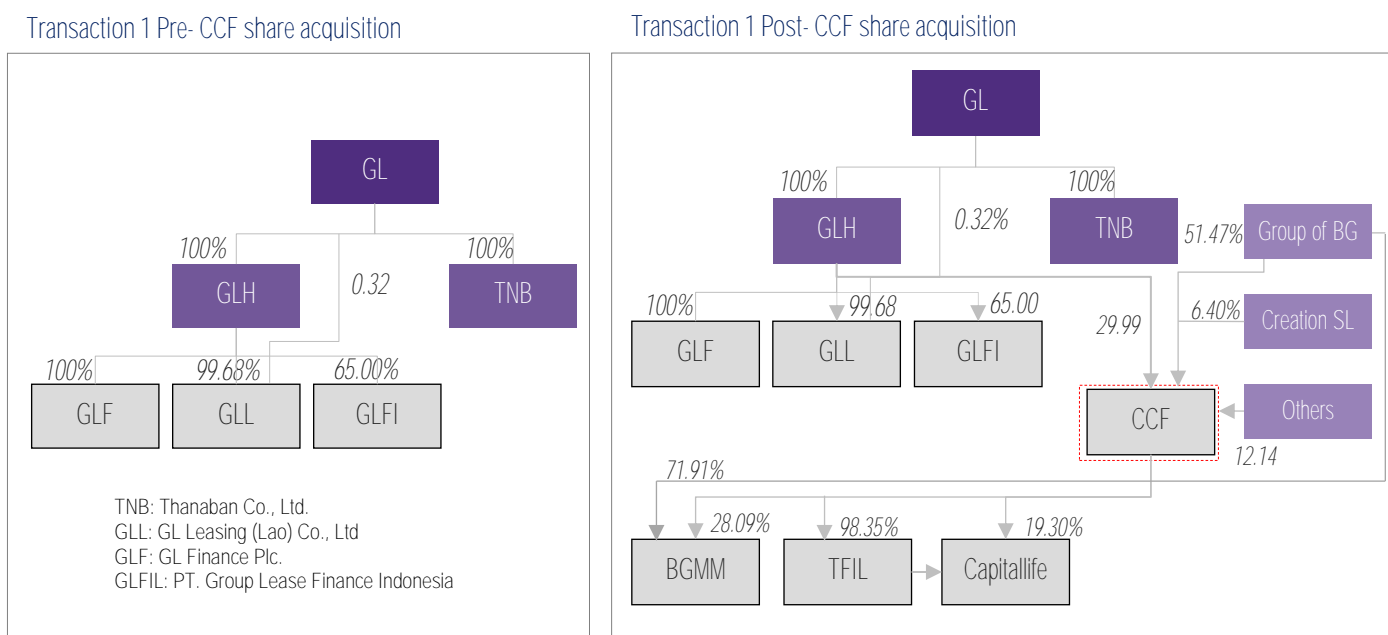 Transaction 1 Pre- CCF share acquisition
GL
100%
100%
0.32
GLH
TNB
100%
99.68%
65.00%
GLF
GLL
GLFI
TNB: Thanaban Co., Ltd.
GLL: GL Leasing (Lao) Co., Ltd
GLF: GL Finance Plc.
GLFIL: PT. Group Lease Finance Indonesia
Transaction 1 Post- CCF share acquisition
GL
100%
100%
0.32%
GLH
TNB
51.47%
Group of BG
100%
99.68
65.00
29.99
6.40%
Creation SL
GLF
GLL
GLFI
CCF
Others
12.14
71.91%
28.09%
98.35%
19.30%
BGMM
TFIL
Capitallife